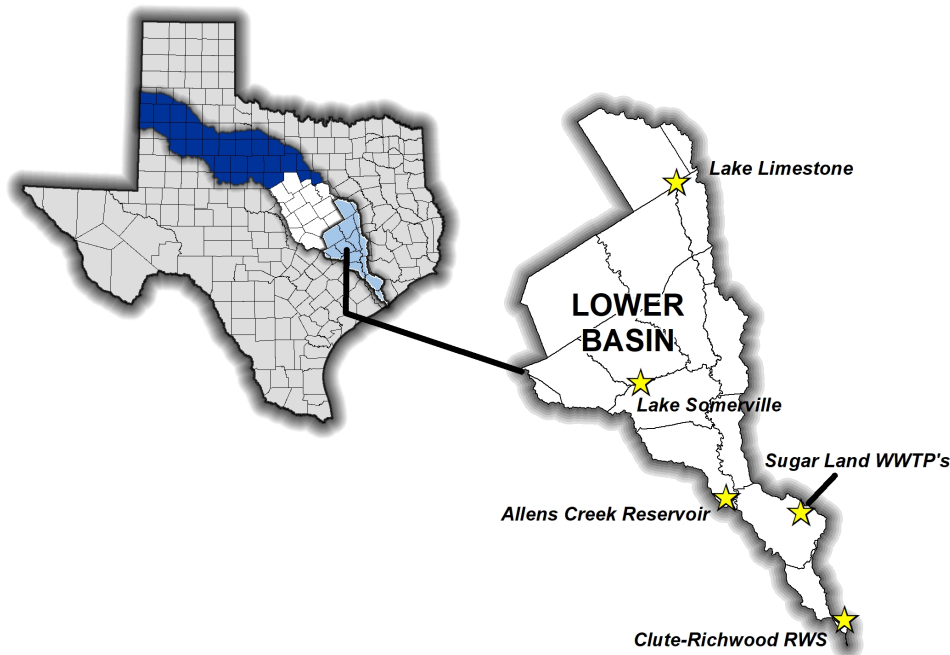 Lake Limestone
LOWER
BASIN
Lake Somerville
Sugar Land WWTP's
Allens Creek Reservoir
Clute-Richwood RWS